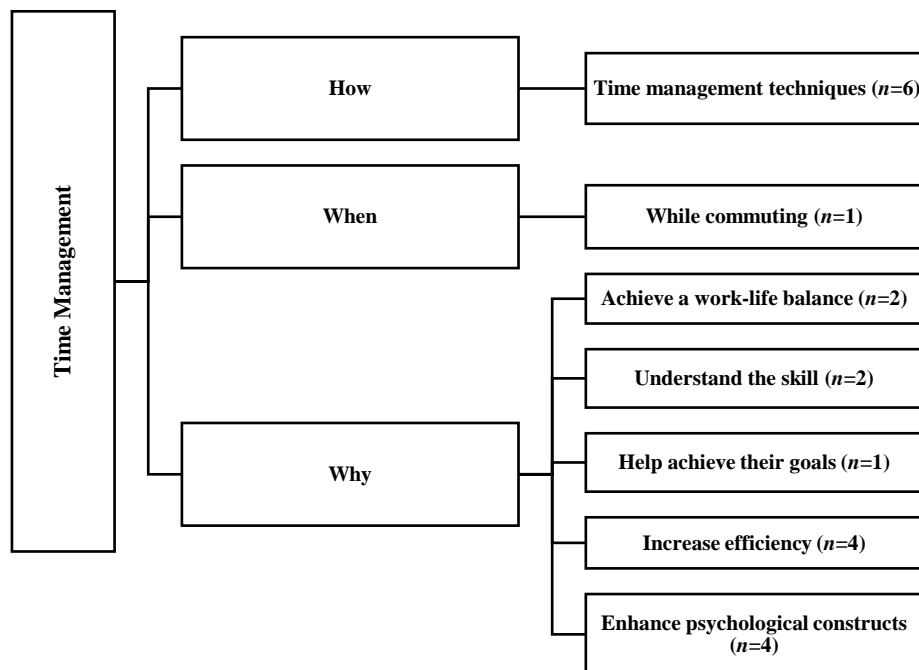 Time Management
How
Time management techniques (n=6)
When
While commuting (n=1)
Why
Achieve a work-life balance (n=2)
Understand the skill (n=2)
Help achieve their goals (n=1)
Increase efficiency (n=4)
Enhance psychological constructs
(n=4)